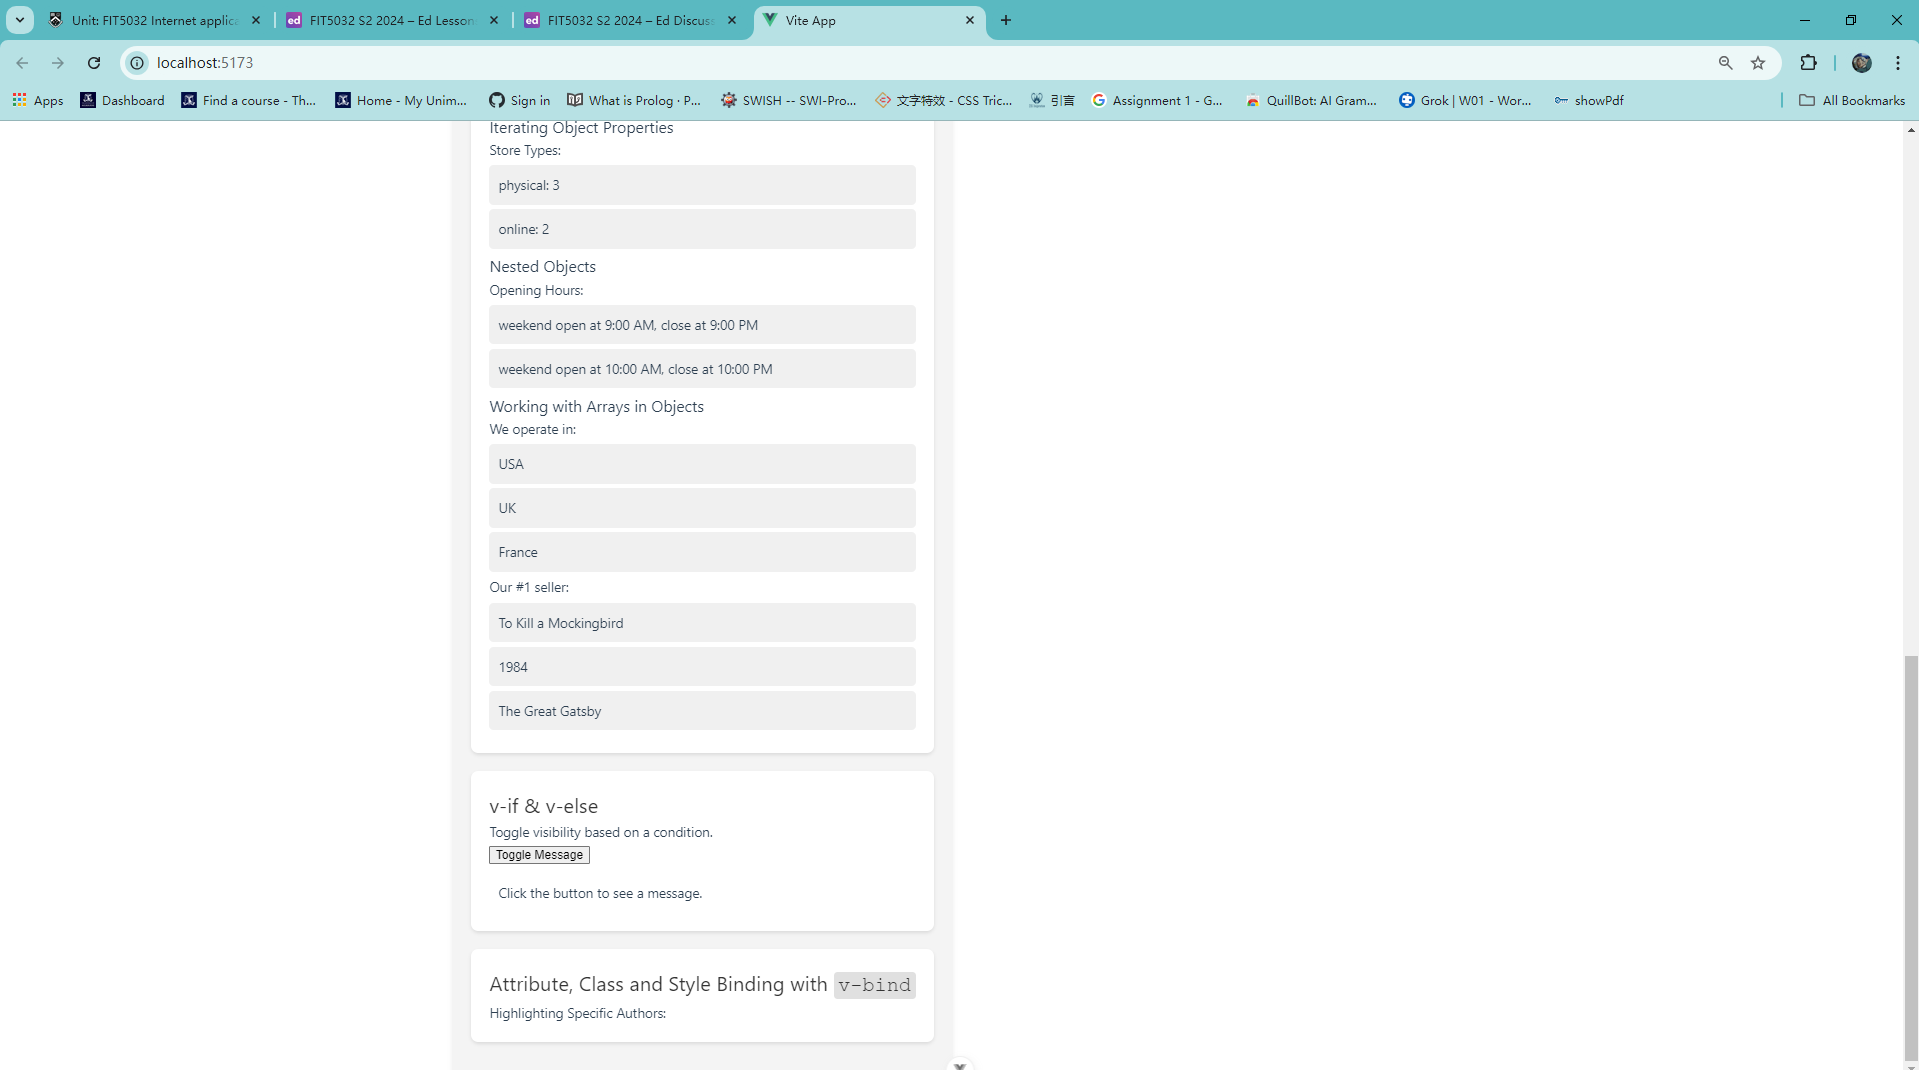 Unit: FIT5032 Internet applica
FIT5032 S2 2024 – Ed Lesson
FIT5032 S2 2024 – Ed Discuss
Vite App
localhost:5173
Apps
Dashboard
Find a course - Th...
Home - My Unim...
Sign in
What is Prolog · P...
SWISH -- SWI-Pro...
文字特效 - CSS Tric...
引言
Assignment 1 - G...
QuillBot: AI Gram...
Grok | W01 - Wor...
showPdf
All Bookmarks
Iterating Object Properties
Store Types:
physical: 3
online: 2
Nested Objects
Opening Hours:
weekend open at 9:00 AM, close at 9:00 PM
weekend open at 10:00 AM, close at 10:00 PM
Working with Arrays in Objects
We operate in:
USA
UK
France
Our #1 seller:
To Kill a Mockingbird
1984
The Great Gatsby
v-if & v-else
Toggle visibility based on a condition.
Toggle Message
Click the button to see a message.
Attribute, Class and Style Binding with v-bind
Highlighting Specific Authors: